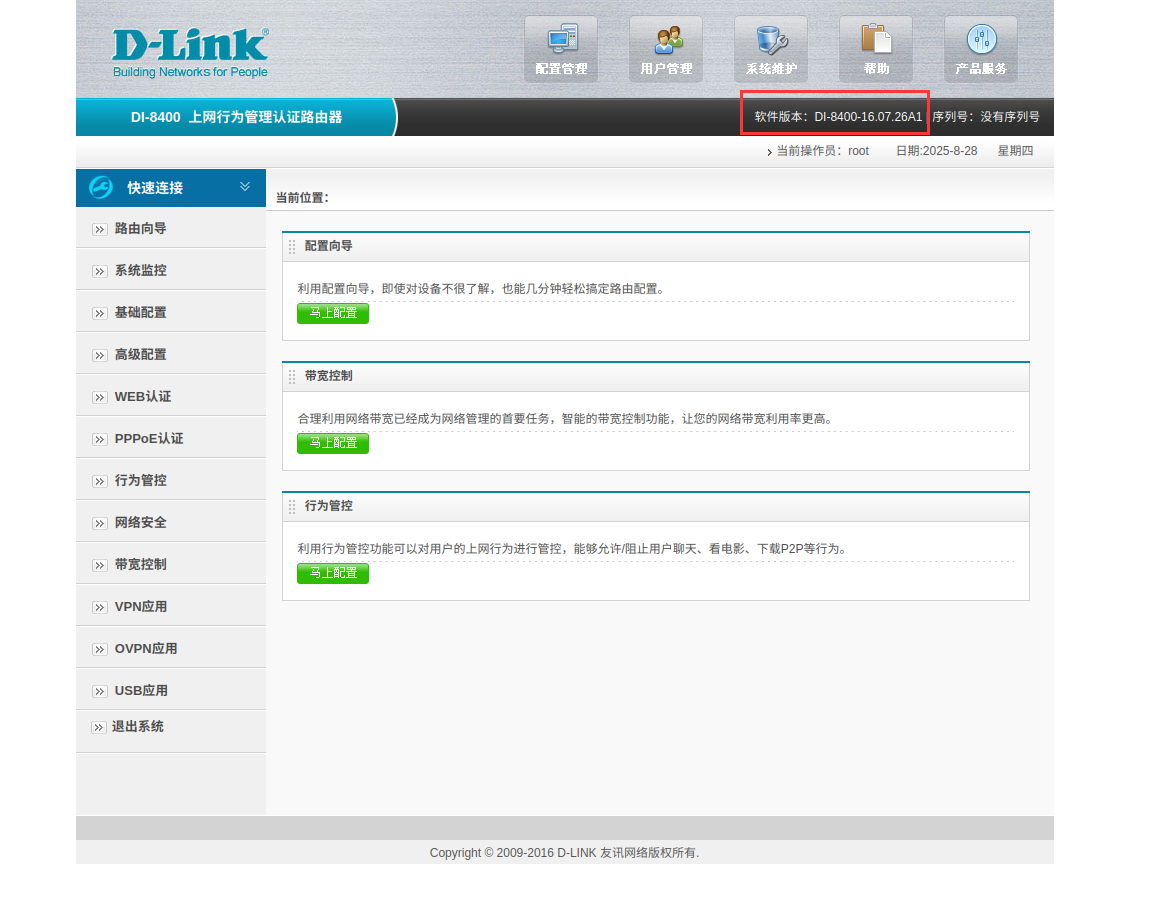 D-Link®
Building Networks for People
配置管理 用户管理 系统维护 帮助 产品服务
DI-8400 上网行为管理认证路由器
软件版本：DI-8400-16.07.26A1 | 序列号：没有序列号
当前操作员：root 日期:2025-8-28 星期四
快速连接
当前位置：
路由向导
系统监控
基础配置
高级配置
WEB认证
PPPoE认证
行为管控
网络安全
带宽控制
VPN应用
OVPN应用
USB应用
退出系统
配置向导
利用配置向导，即使对设备不很了解，也能几分钟轻松搞定路由配置。
马上配置
带宽控制
合理利用网络带宽已经成为网络管理的首要任务，智能的带宽控制功能，让您的网络带宽利用率更高。
马上配置
行为管控
利用行为管控功能可以对用户的上网行为进行管控，能够允许/阻止用户聊天、看电影、下载P2P等行为。
马上配置
Copyright © 2009-2016 D-LINK 友讯网络版权所有.